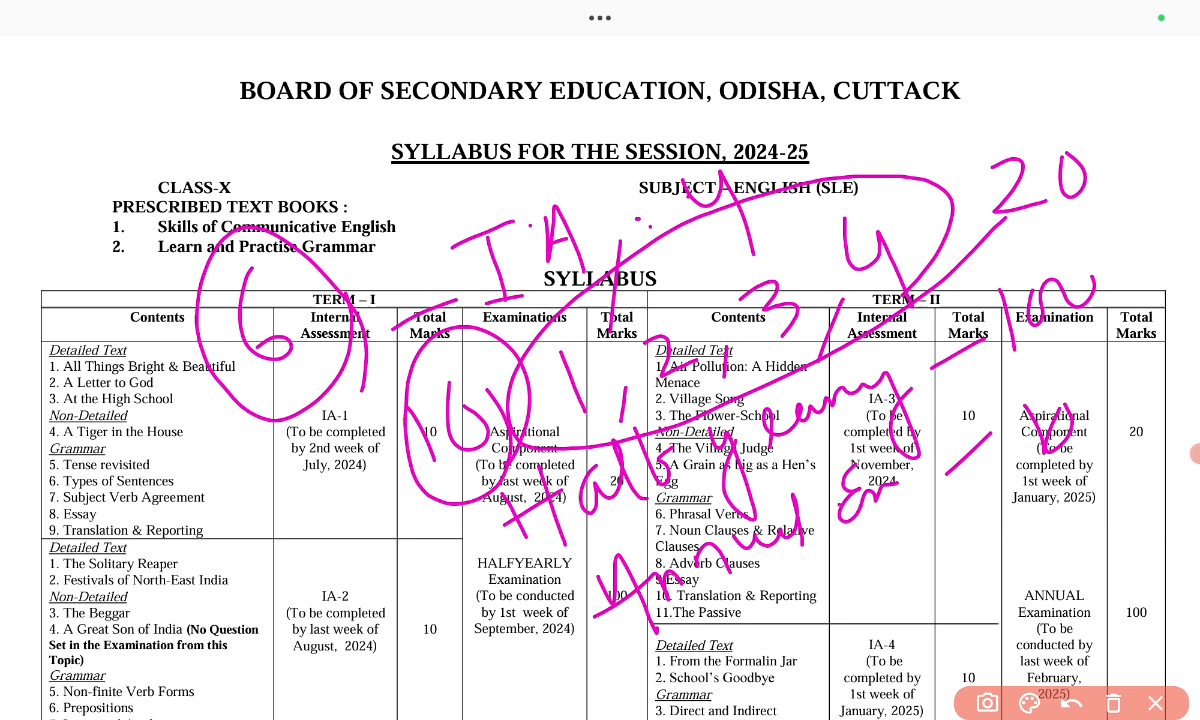 BOARD OF SECONDARY EDUCATION, ODISHA, CUTTACK
SYLLABUS FOR THE SESSION, 2024-25
CLASS-X
SUBJECT - ENGLISH (SLE)
PRESCRIBED TEXT BOOKS :
1. Skills of Communicative English
2. Learn and Practise Grammar
SYLLABUS
TERM – I
TERM – II
Contents
Internal Assessment
Total Marks
Examinations
Total Marks
Contents
Internal Assessment
Total Marks
Examination
Total Marks
Detailed Text
1. All Things Bright & Beautiful
2. A Letter to God
3. At the High School
Non-Detailed
4. A Tiger in the House
Grammar
5. Tense revisited
6. Types of Sentences
7. Subject Verb Agreement
8. Essay
9. Translation & Reporting
IA-1
(To be completed
by 2nd week of
July, 2024)
10
Aspirational
Component
(To be completed
by last week of
August, 2024)
20
Detailed Text
1. Air Pollution: A Hidden
Menace
2. Village Song
3. The Flower-School
Non-Detailed
4. The Village Judge
5. A Grain as big as a Hen's
Egg
Grammar
6. Phrasal Verbs
7. Noun Clauses & Relative
Clauses
8. Adverb Clauses
9. Essay
10. Translation & Reporting
11.The Passive
IA-3
(To be
completed by
1st week of
November,
2024
10
Aspirational
Component
(To be
completed by
1st week of
January, 2025)
20
Detailed Text
1. The Solitary Reaper
2. Festivals of North-East India
Non-Detailed
3. The Beggar
4. A Great Son of India (No Question
Set in the Examination from this
Topic)
Grammar
5. Non-finite Verb Forms
6. Prepositions
IA-2
(To be completed
by last week of
August, 2024)
10
HALFYEARLY
Examination
(To be conducted
by 1st week of
September, 2024)
100
Detailed Text
1. From the Formalin Jar
2. School's Goodbye
Grammar
3. Direct and Indirect
IA-4
(To be
completed by
1st week of
January, 2025)
10
ANNUAL
Examination
(To be
conducted by
last week of
February,
2025)
100
6
I.A. : 4
16
1, 2, 3, 4
20
100
Annual